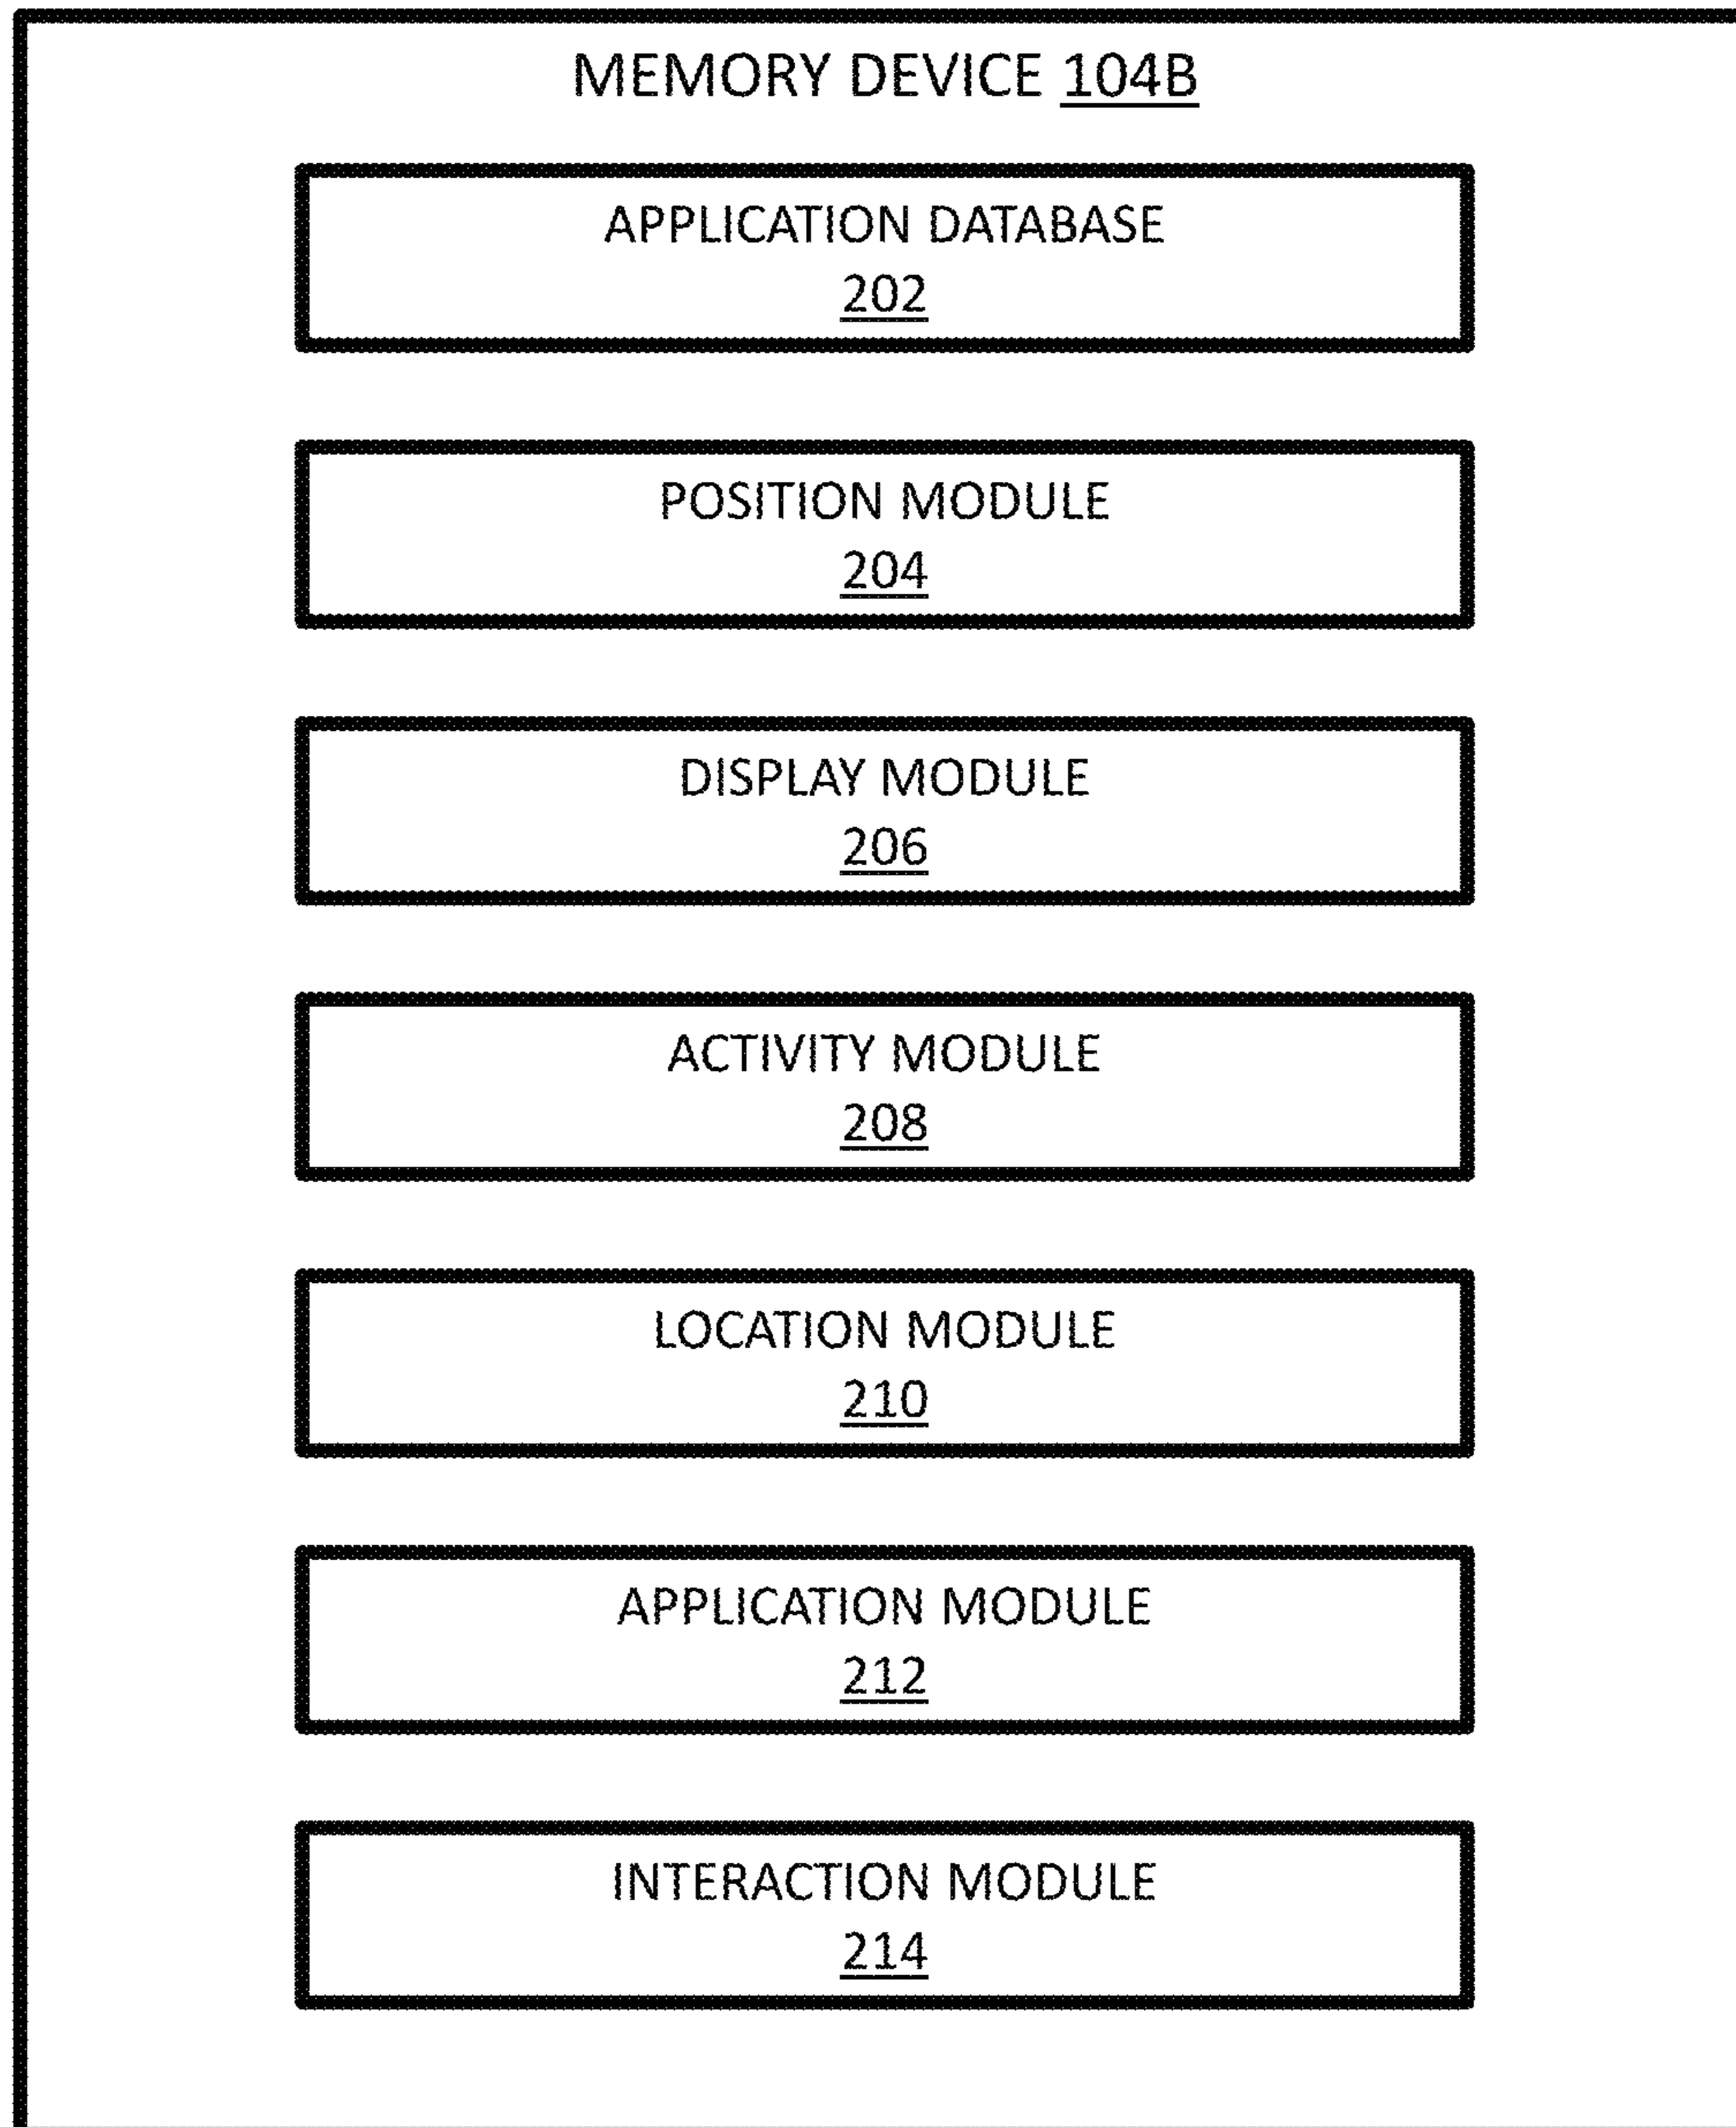 MEMORY DEVICE 104B
APPLICATION DATABASE
202
POSITION MODULE
204
DISPLAY MODULE
206
ACTIVITY MODULE
208
LOCATION MODULE
210
APPLICATION MODULE
212
INTERACTION MODULE
214